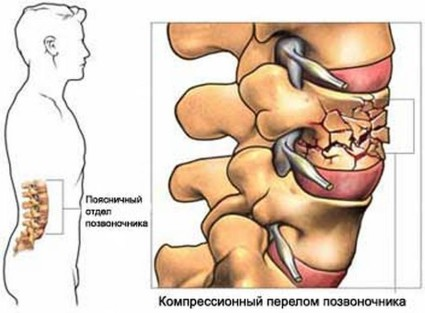 Поясничный
отдел
позвоночника
Компрессионный перелом позвоночника